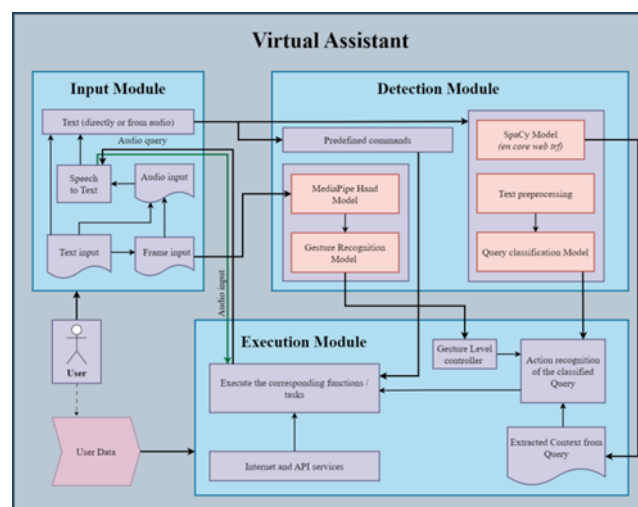 Virtual Assistant
Input Module
Detection Module
Text (directly or from audio)
Audio query
Predefined commands
SpaCy Model
(en core web trf)
Speech
to Text
Audio input
MediaPipe Hand
Model
Text preprocessing
Text input
Frame input
Gesture Recognition
Model
Query classification Model
Audio input
User
Execution Module
Gesture Level
controller
Action recognition
of the classified
Query
Execute the corresponding functions /
tasks
User Data
Internet and API services
Extracted Context from
Query